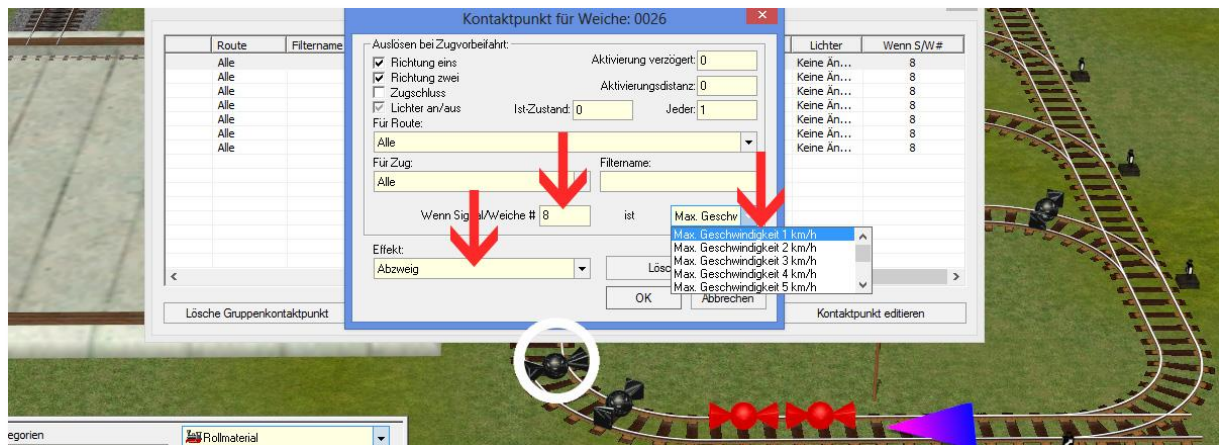 Kontaktpunkt für Weiche: 0026
Route Filtername Lichter Wenn S/W#
Alle Keine Än... 8
Alle Keine Än... 8
Alle Keine Än... 8
Alle Keine Än... 8
Alle Keine Än... 8
Alle Keine Än... 8
Alle Keine Än... 8
Auslösen bei Zugvorbeifahrt:
Richtung eins Aktivierung verzögert: 0
Richtung zwei
Zugschluss Aktivierungsdistanz: 0
Lichter an/aus Ist-Zustand: 0 Jeder: 1
Für Route:
Alle
Für Zug: Filtername:
Alle
Wenn Signal/Weiche # 8 ist Max. Geschw
Max. Geschwindigkeit 1 km/h
Max. Geschwindigkeit 2 km/h
Max. Geschwindigkeit 3 km/h
Max. Geschwindigkeit 4 km/h
Max. Geschwindigkeit 5 km/h
Effekt:
Abzweig Lösc
OK Abbrechen
Lösche Gruppenkontaktpunkt Kontaktpunkt editieren
egorien Rollmaterial